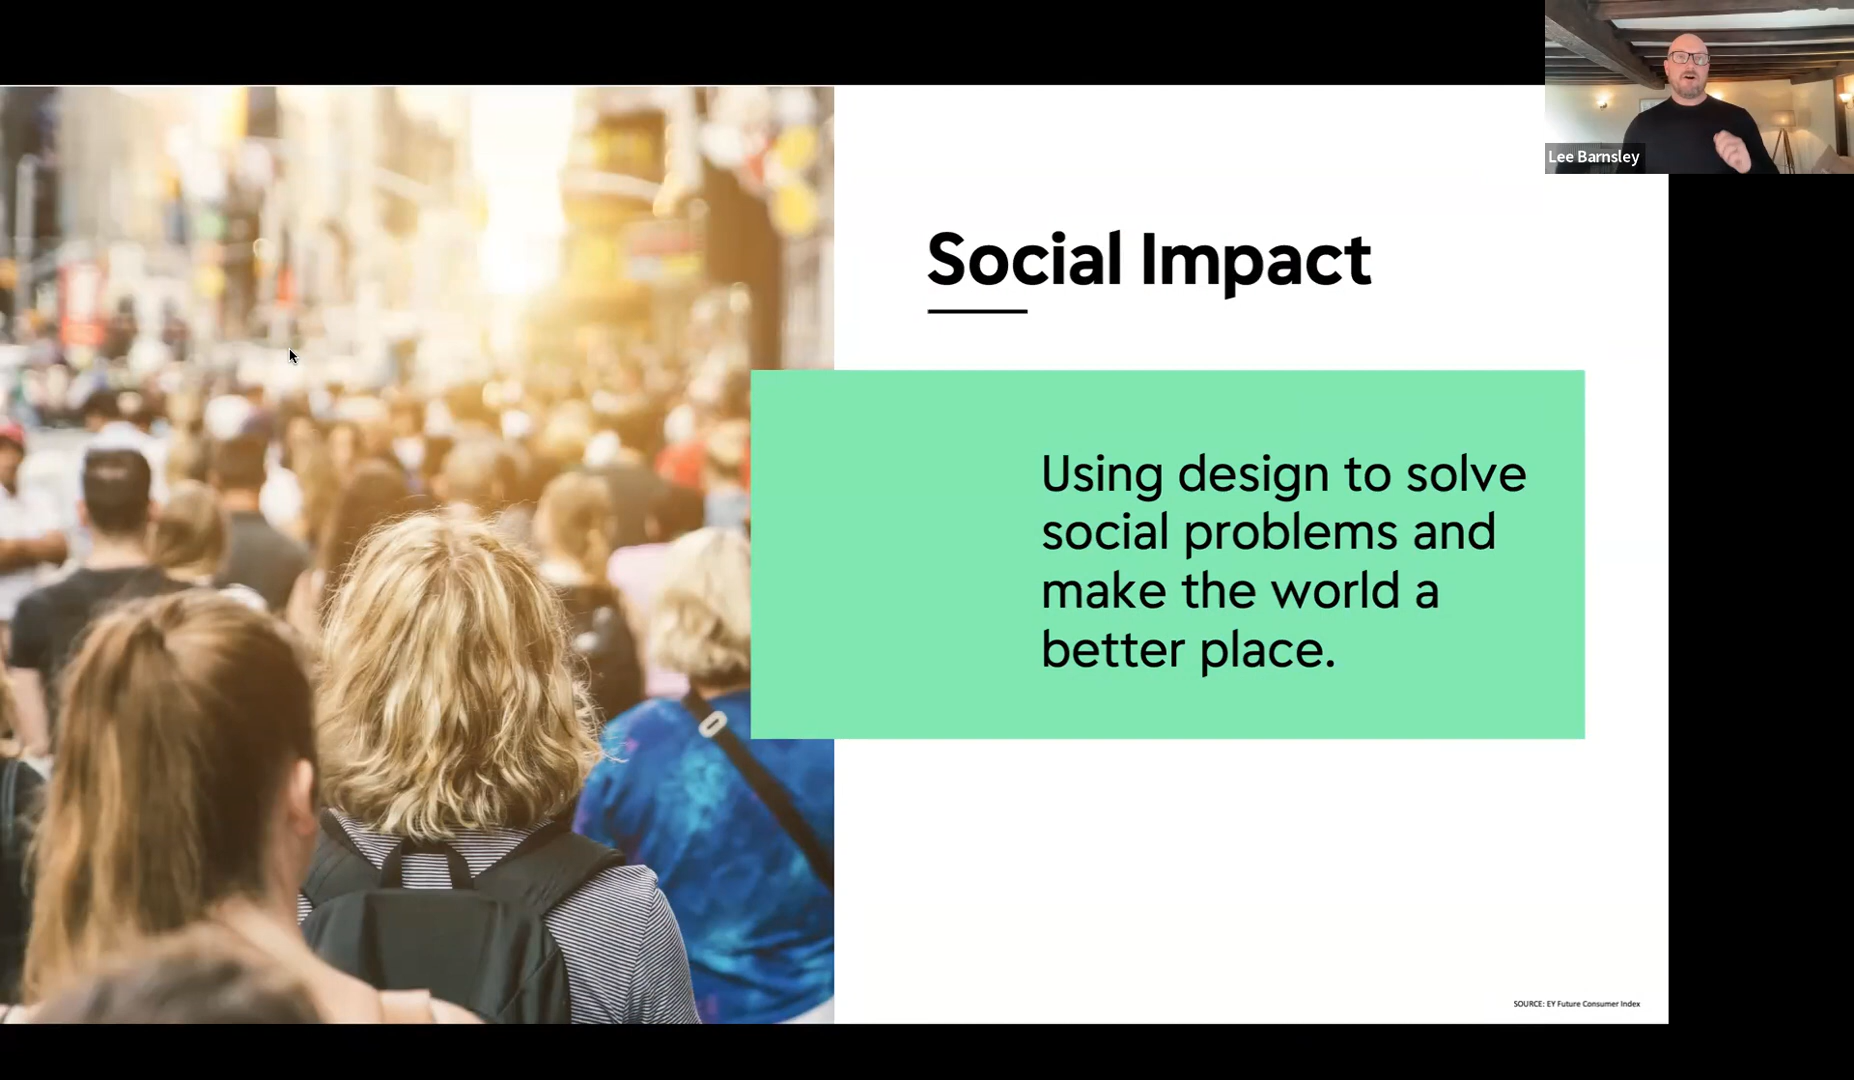 Lee Barnsley
Social Impact
Using design to solve
social problems and
make the world a
better place.
SOURCE: EY Future Consumer Index